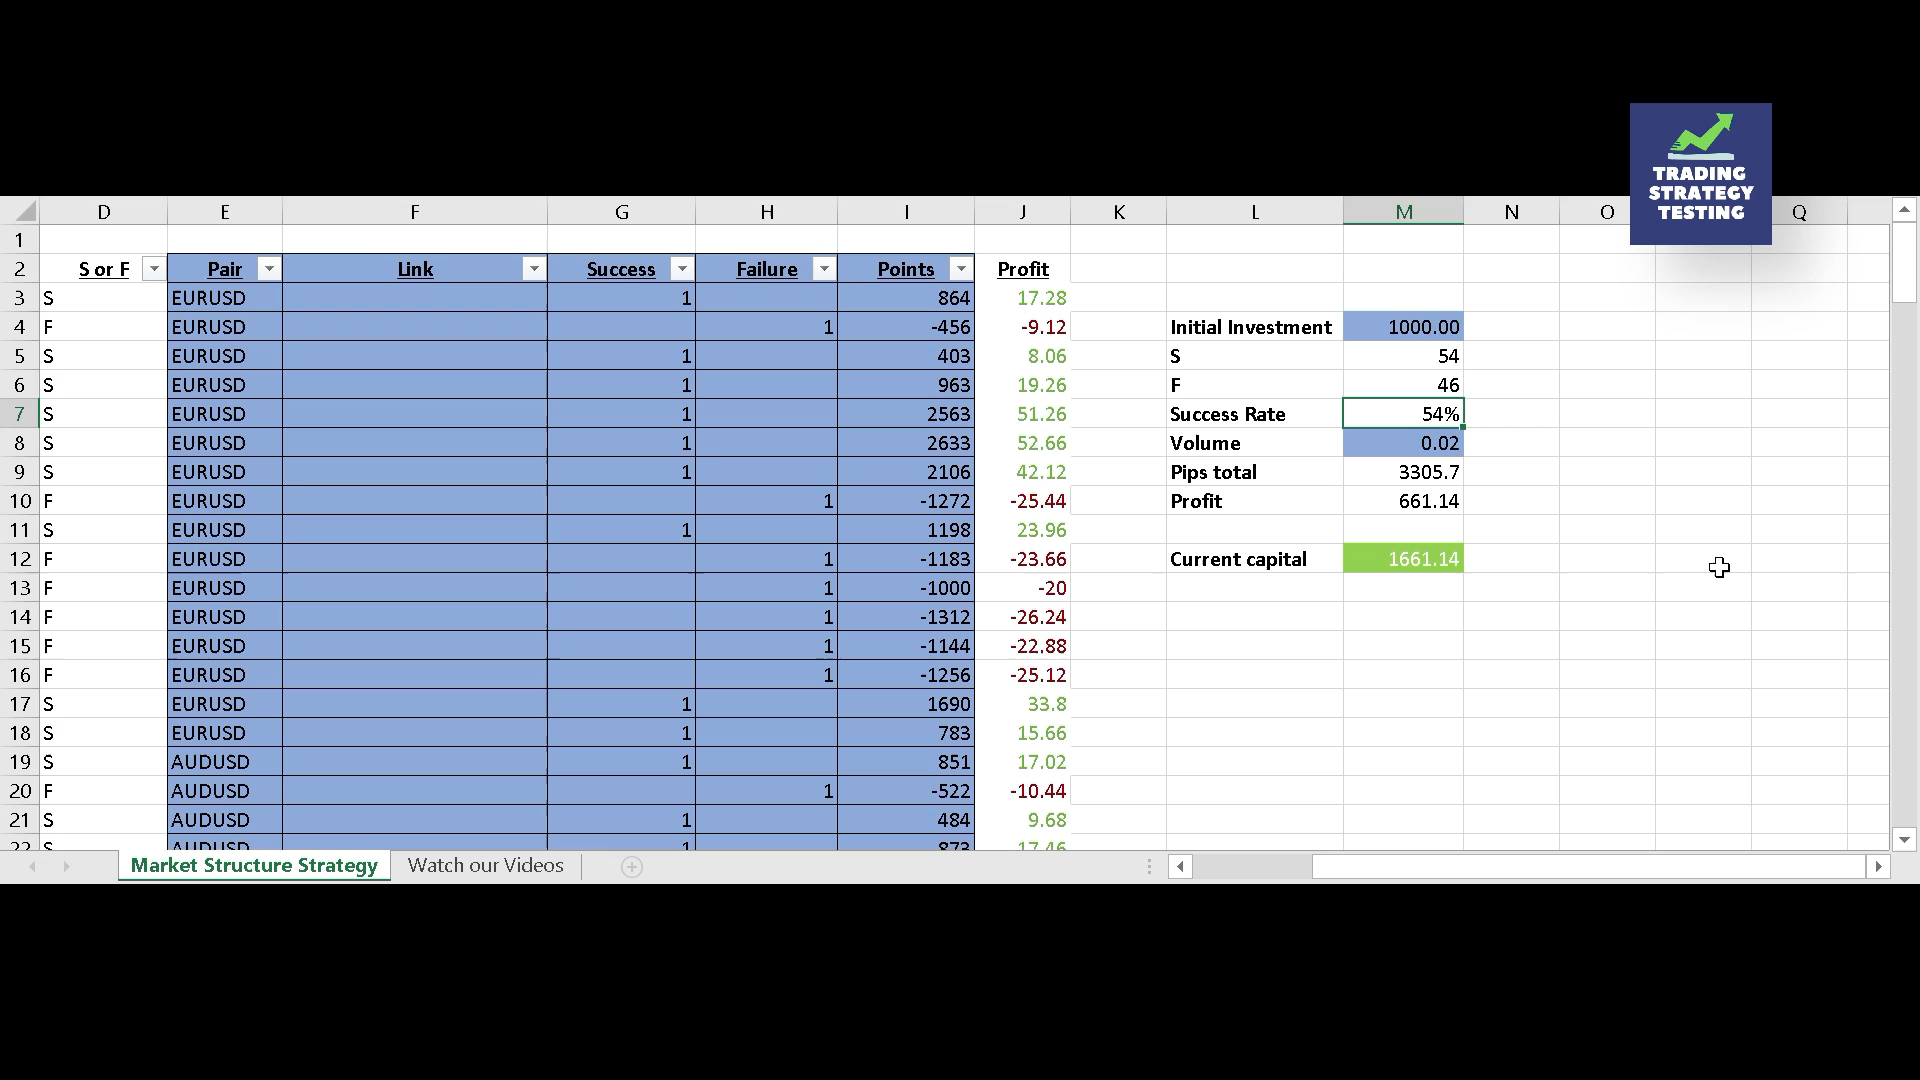 TRADING
STRATEGY
TESTING
D E F G H I J K L M N O Q
1
2 S or F Pair Link Success Failure Points Profit
3 S EURUSD 1 864 17.28
4 F EURUSD 1 -456 -9.12 Initial Investment 1000.00
5 S EURUSD 1 403 8.06 S 54
6 S EURUSD 1 963 19.26 F 46
7 S EURUSD 1 2563 51.26 Success Rate 54%
8 S EURUSD 1 2633 52.66 Volume 0.02
9 S EURUSD 1 2106 42.12 Pips total 3305.7
10 F EURUSD 1 -1272 -25.44 Profit 661.14
11 S EURUSD 1 1198 23.96
12 F EURUSD 1 -1183 -23.66 Current capital 1661.14
13 F EURUSD 1 -1000 -20
14 F EURUSD 1 -1312 -26.24
15 F EURUSD 1 -1144 -22.88
16 F EURUSD 1 -1256 -25.12
17 S EURUSD 1 1690 33.8
18 S EURUSD 1 783 15.66
19 S AUDUSD 1 851 17.02
20 F AUDUSD 1 -522 -10.44
21 S AUDUSD 1 484 9.68
22 S AUDUSD 1 873 17.46
Market Structure Strategy Watch our Videos